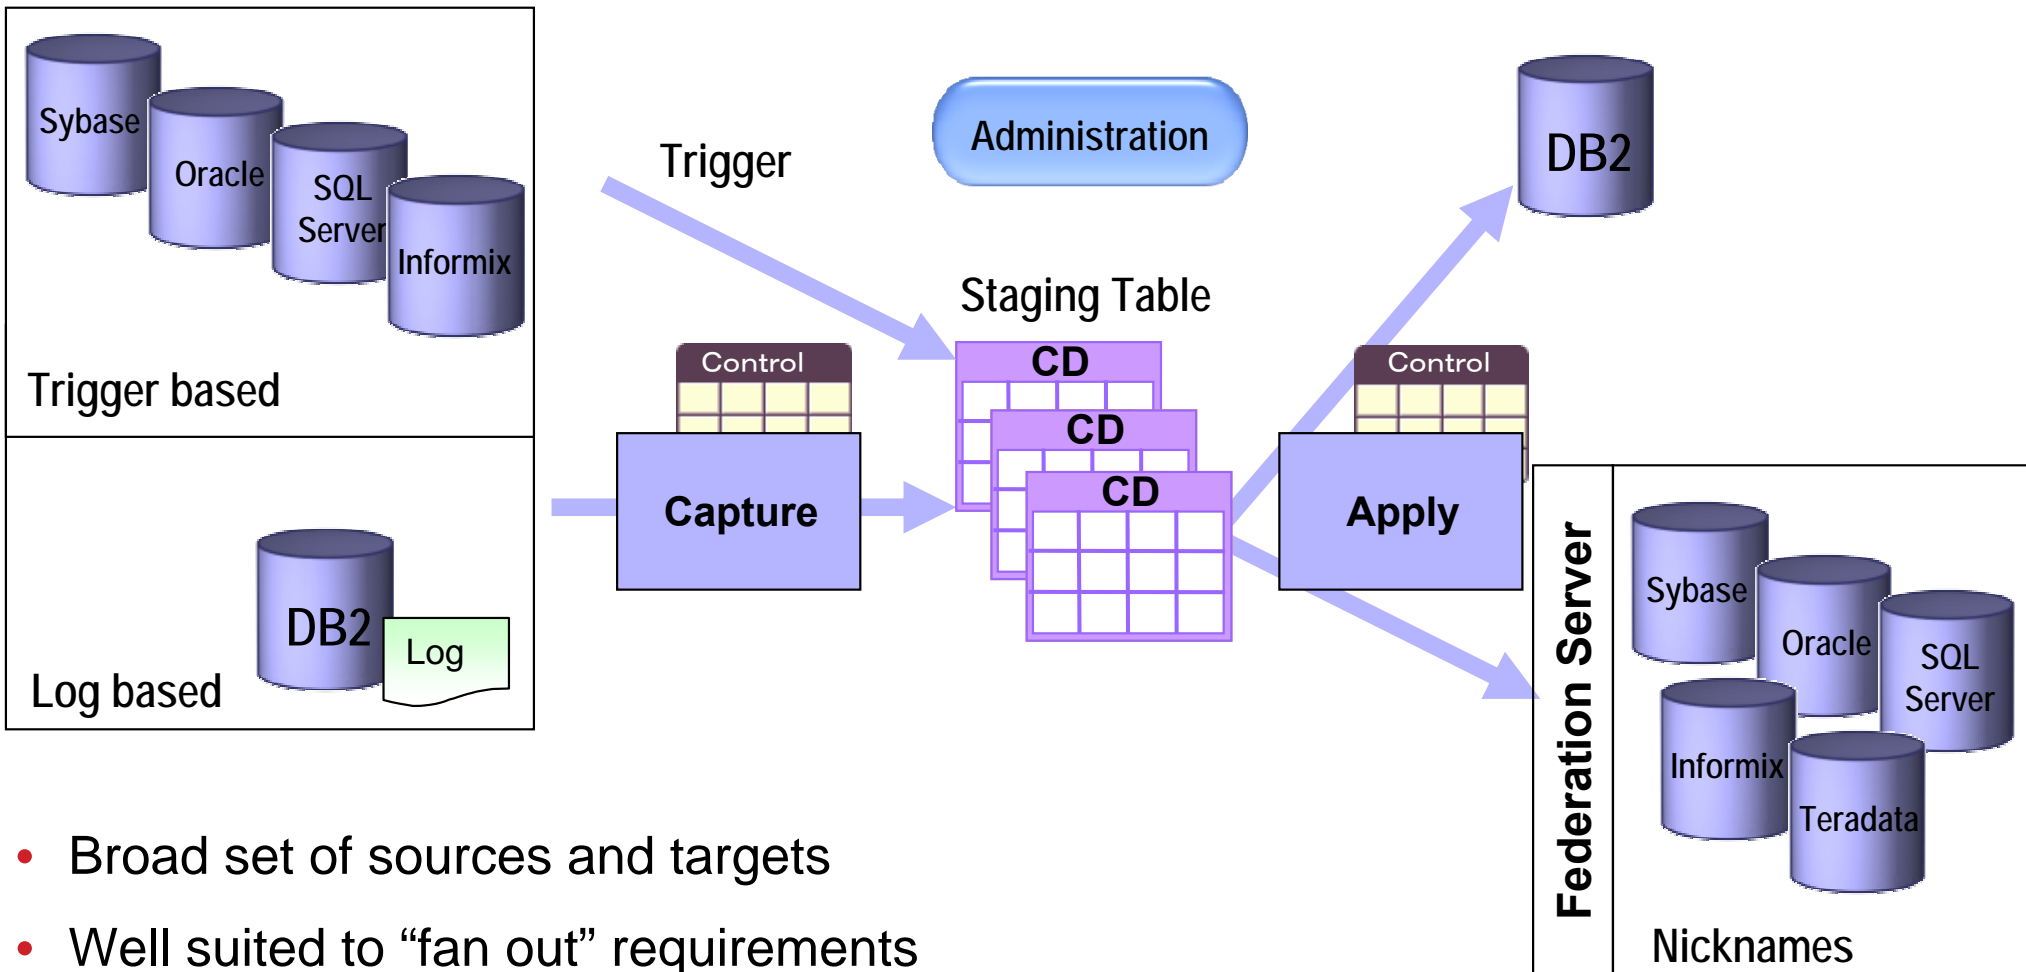 Sybase
Oracle
SQL
Server
Informix
Trigger based
DB2
Log
Log based
Trigger
Administration
Staging Table
Control
Capture
CD
CD
CD
Control
Apply
DB2
Federation Server
Sybase
Oracle
SQL
Server
Informix
Teradata
Nicknames
• Broad set of sources and targets
• Well suited to “fan out” requirements